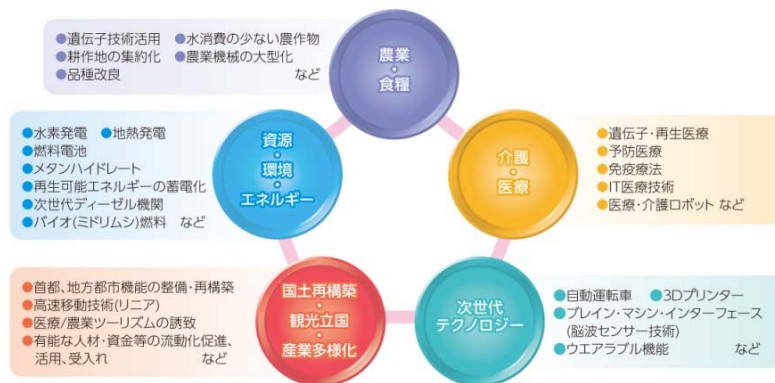 ●遺伝子技術活用 ●水消費の少ない農作物
●耕作地の集約化 ●農業機械の大型化
●品種改良 など
農業・食糧
●水素発電 ●地熱発電
●燃料電池
●メタンハイドレート
●再生可能エネルギーの蓄電化
●次世代ディーゼル機関
●バイオ(ミドリムシ)燃料 など
資源・環境・エネルギー
介護・医療
●遺伝子・再生医療
●予防医療
●免疫療法
●IT医療技術
●医療・介護ロボット など
●首都、地方都市機能の整備・再構築
●高速移動技術(リニア)
●医療/農業ツーリズムの誘致
●有能な人材・資金等の流動化促進、
活用、受入れ など
国土再構築・観光立国・産業多様化
次世代
テクノロジー
●自動運転車 ●3Dプリンター
●ブレイン・マシン・インターフェース
(脳波センサー技術)
●ウエアラブル機能 など